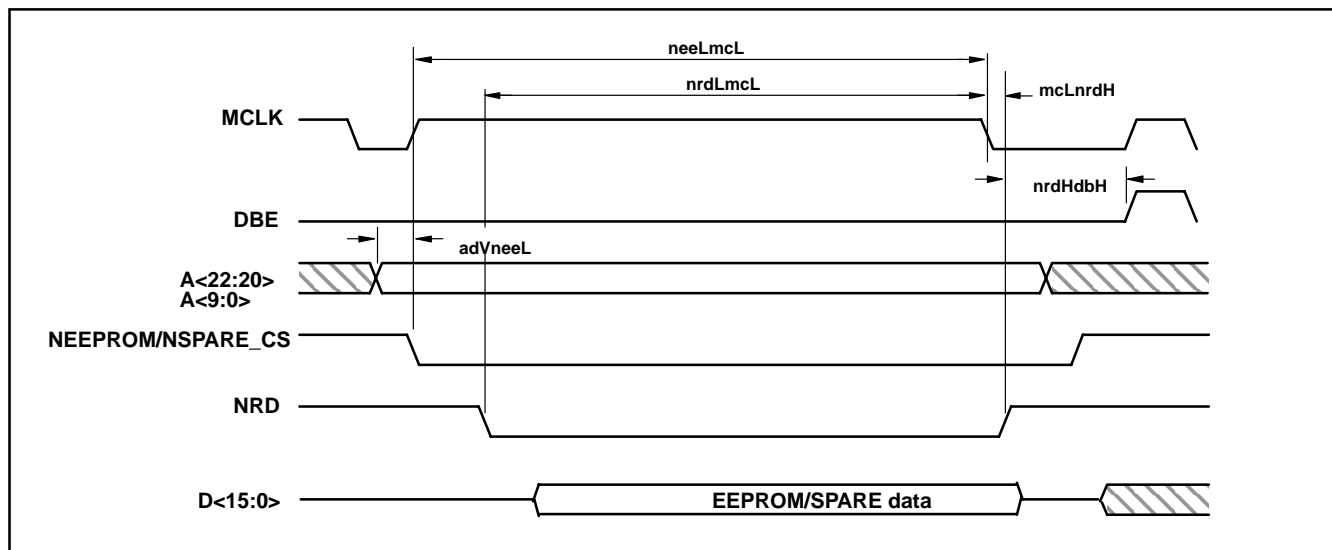 neeLmcL
nrdLmcL
mcLnrdH
MCLK
nrdHdbH
DBE
adVneeL
A<22:20>
A<9:0>
NEEPROM/NSPARE_CS
NRD
D<15:0>
EEPROM/SPARE data